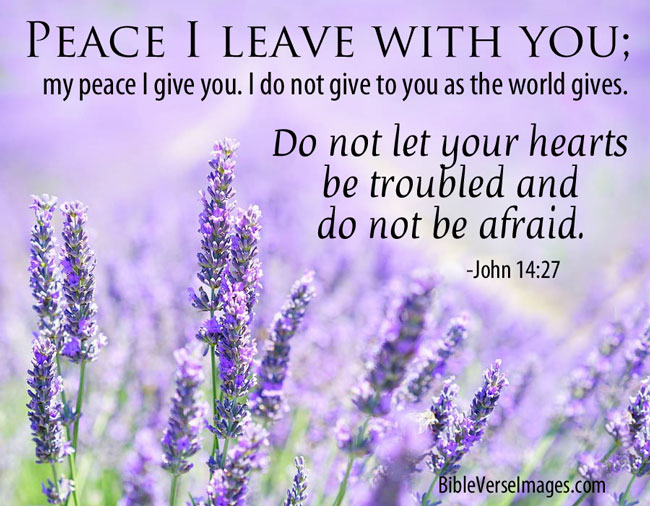 Peace I leave with you;
my peace I give you. I do not give to you as the world gives.
Do not let your hearts
be troubled and
do not be afraid.
-John 14:27
BibleVerseImages.com